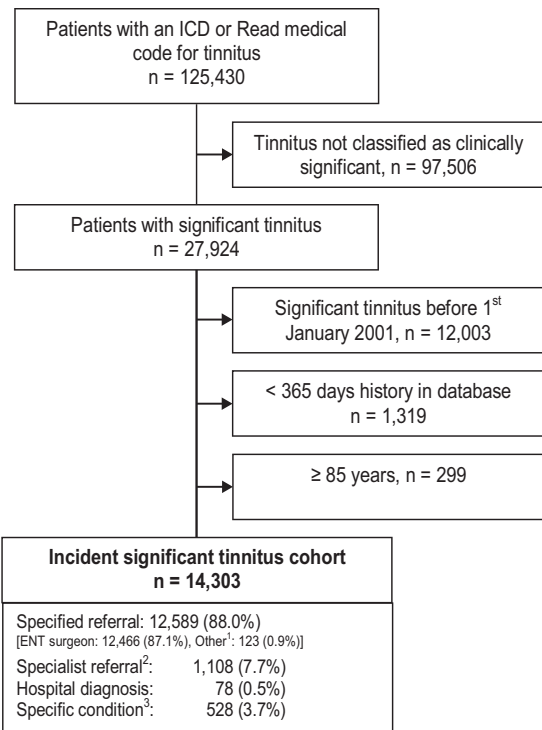 Patients with an ICD or Read medical
code for tinnitus
n = 125,430
Tinnitus not classified as clinically
significant, n = 97,506
Patients with significant tinnitus
n = 27,924
Significant tinnitus before 1st
January 2001, n = 12,003
< 365 days history in database
n = 1,319
≥ 85 years, n = 299
Incident significant tinnitus cohort
n = 14,303
Specified referral: 12,589 (88.0%)
[ENT surgeon: 12,466 (87.1%), Other1: 123 (0.9%)]
Specialist referral2: 1,108 (7.7%)
Hospital diagnosis: 78 (0.5%)
Specific condition3: 528 (3.7%)